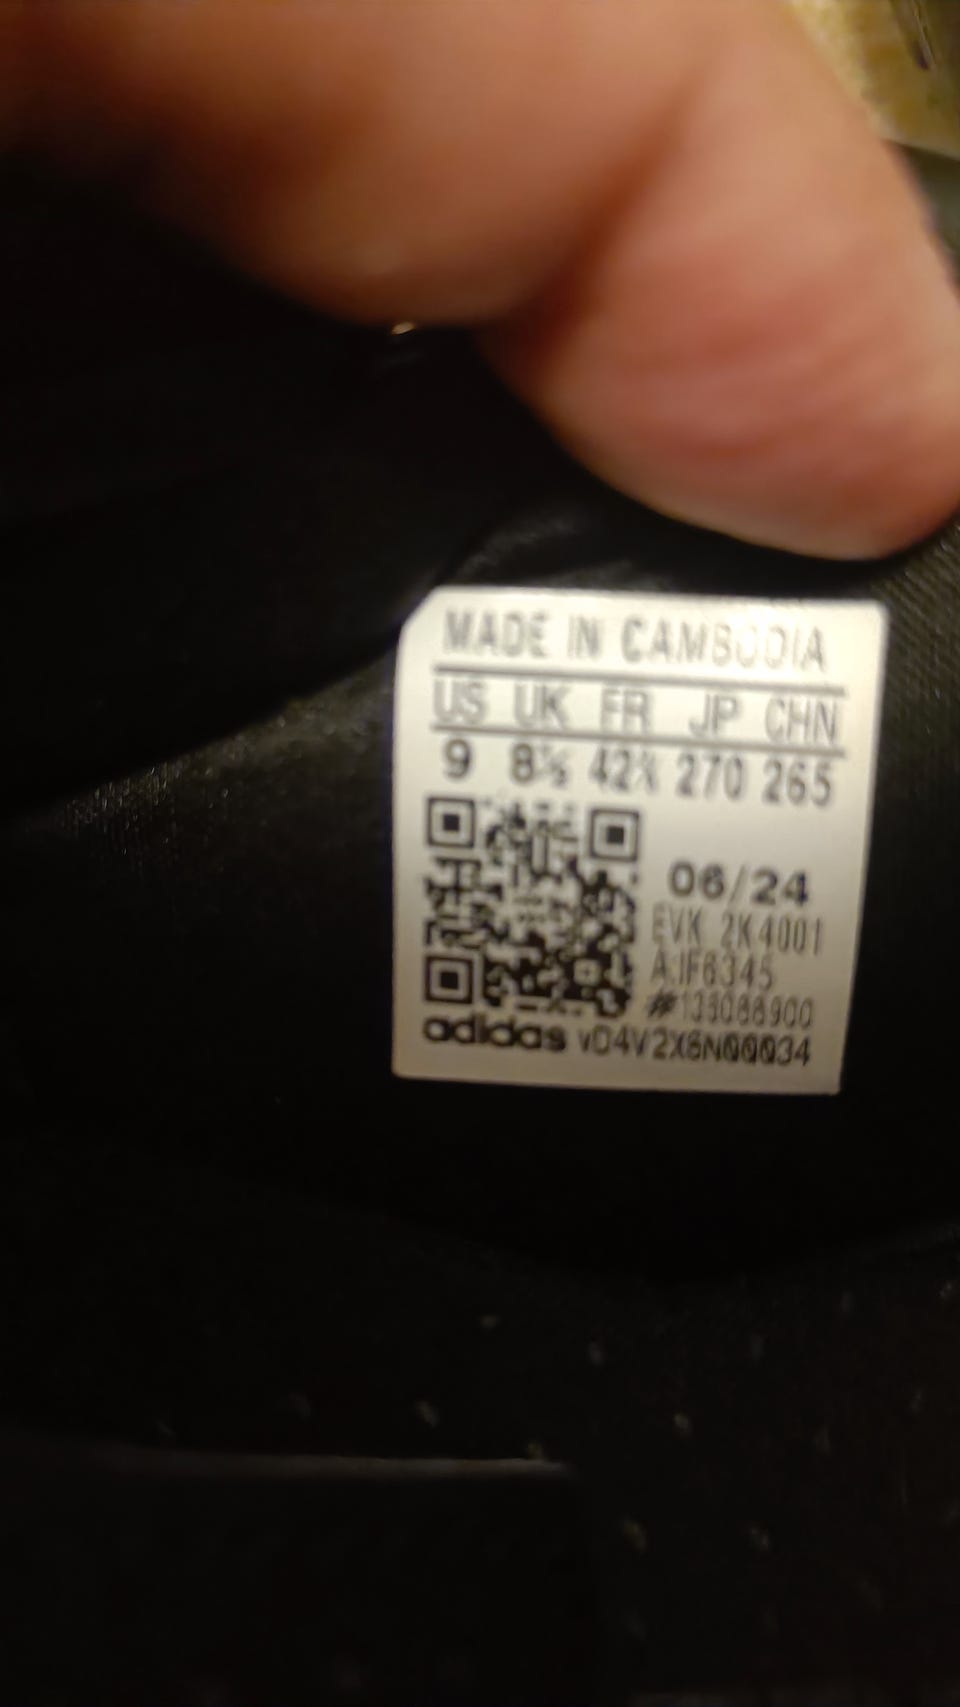 MADE IN CAMBODIA
US UK FR JP CHN
9 8½ 42⅔ 270 265
06/24
EVK 2K4001
adidas